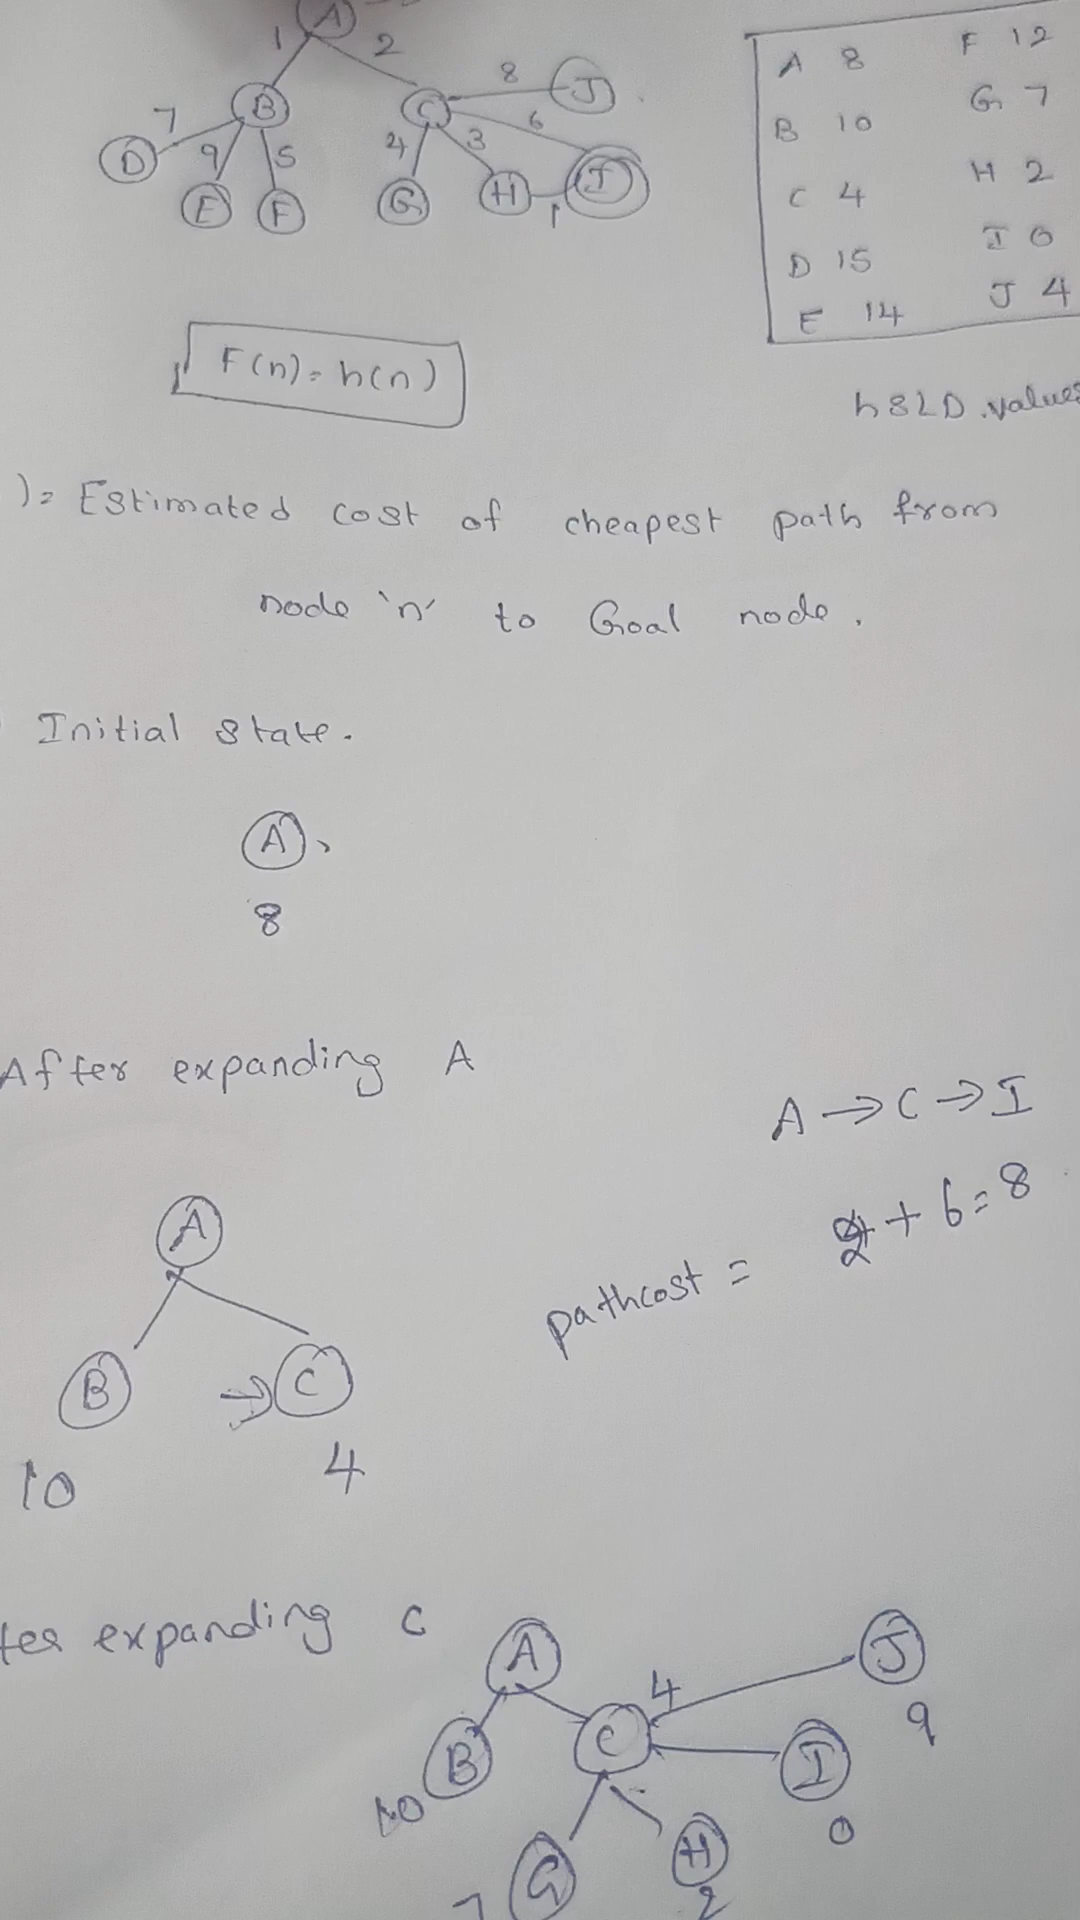 A
1 2
B C 8 J
7 9 5 4 3 6
D E F G H 1 I
A 8 F 12
B 10 G 7
C 4 H 2
D 15 I 0
E 14 J 4
F(n) = h(n)
hSLD values
) = Estimated cost of cheapest path from
node 'n' to Goal node.
Initial state.
A
8
After expanding A
A → C → I
pathcost = 2 + 6 = 8
A
B → C
10 4
ter expanding C
A 4 J
9
B C I
10 0
G H
7 2